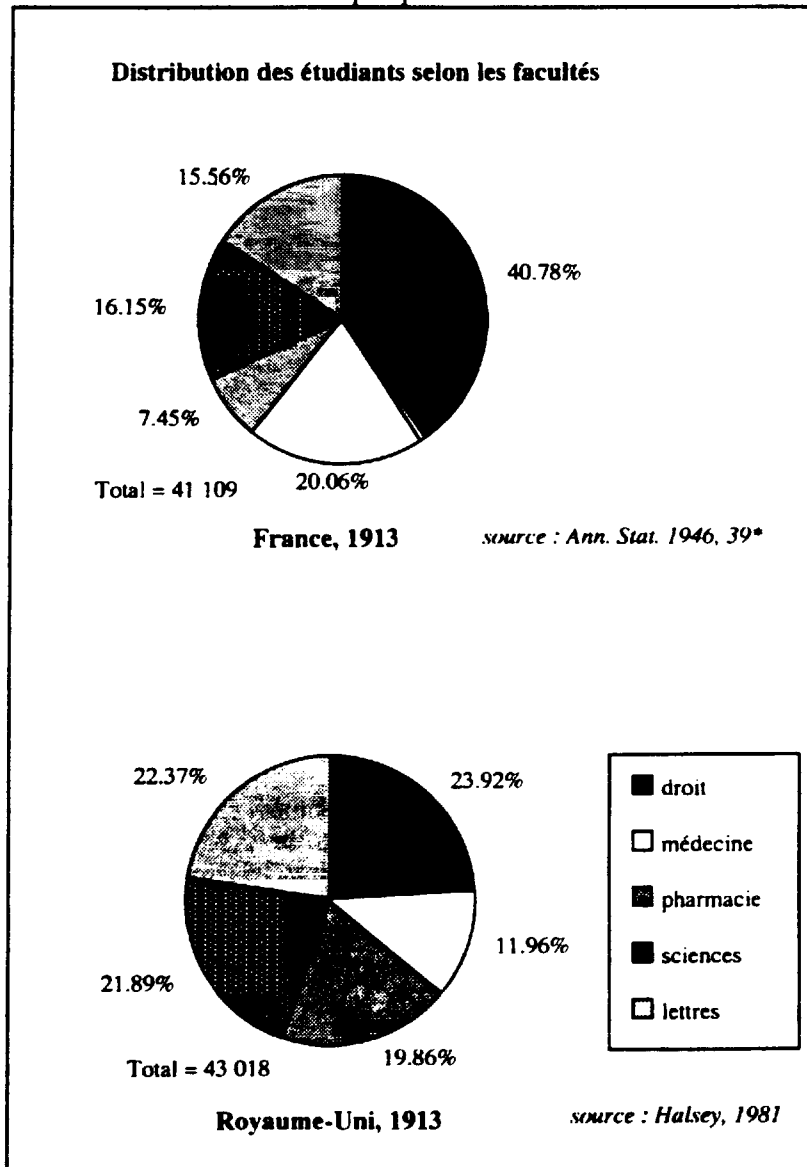 Distribution des étudiants selon les facultés
15.56%
40.78%
16.15%
7.45%
20.06%
Total = 41 109
France, 1913
source : Ann. Stat. 1946, 39*
22.37%
23.92%
11.96%
21.89%
19.86%
Total = 43 018
droit
médecine
pharmacie
sciences
lettres
Royaume-Uni, 1913
source : Halsey, 1981